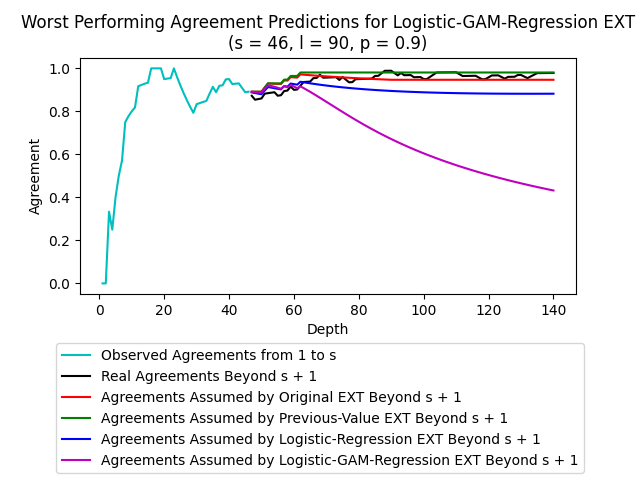 Worst Performing Agreement Predictions for Logistic-GAM-Regression EXT
(s = 46, l = 90, p = 0.9)
1.0
0.8
0.6
0.4
0.2
0.0
Agreement
0 20 40 60 80 100 120 140
Depth
Observed Agreements from 1 to s
Real Agreements Beyond s + 1
Agreements Assumed by Original EXT Beyond s + 1
Agreements Assumed by Previous-Value EXT Beyond s + 1
Agreements Assumed by Logistic-Regression EXT Beyond s + 1
Agreements Assumed by Logistic-GAM-Regression EXT Beyond s + 1